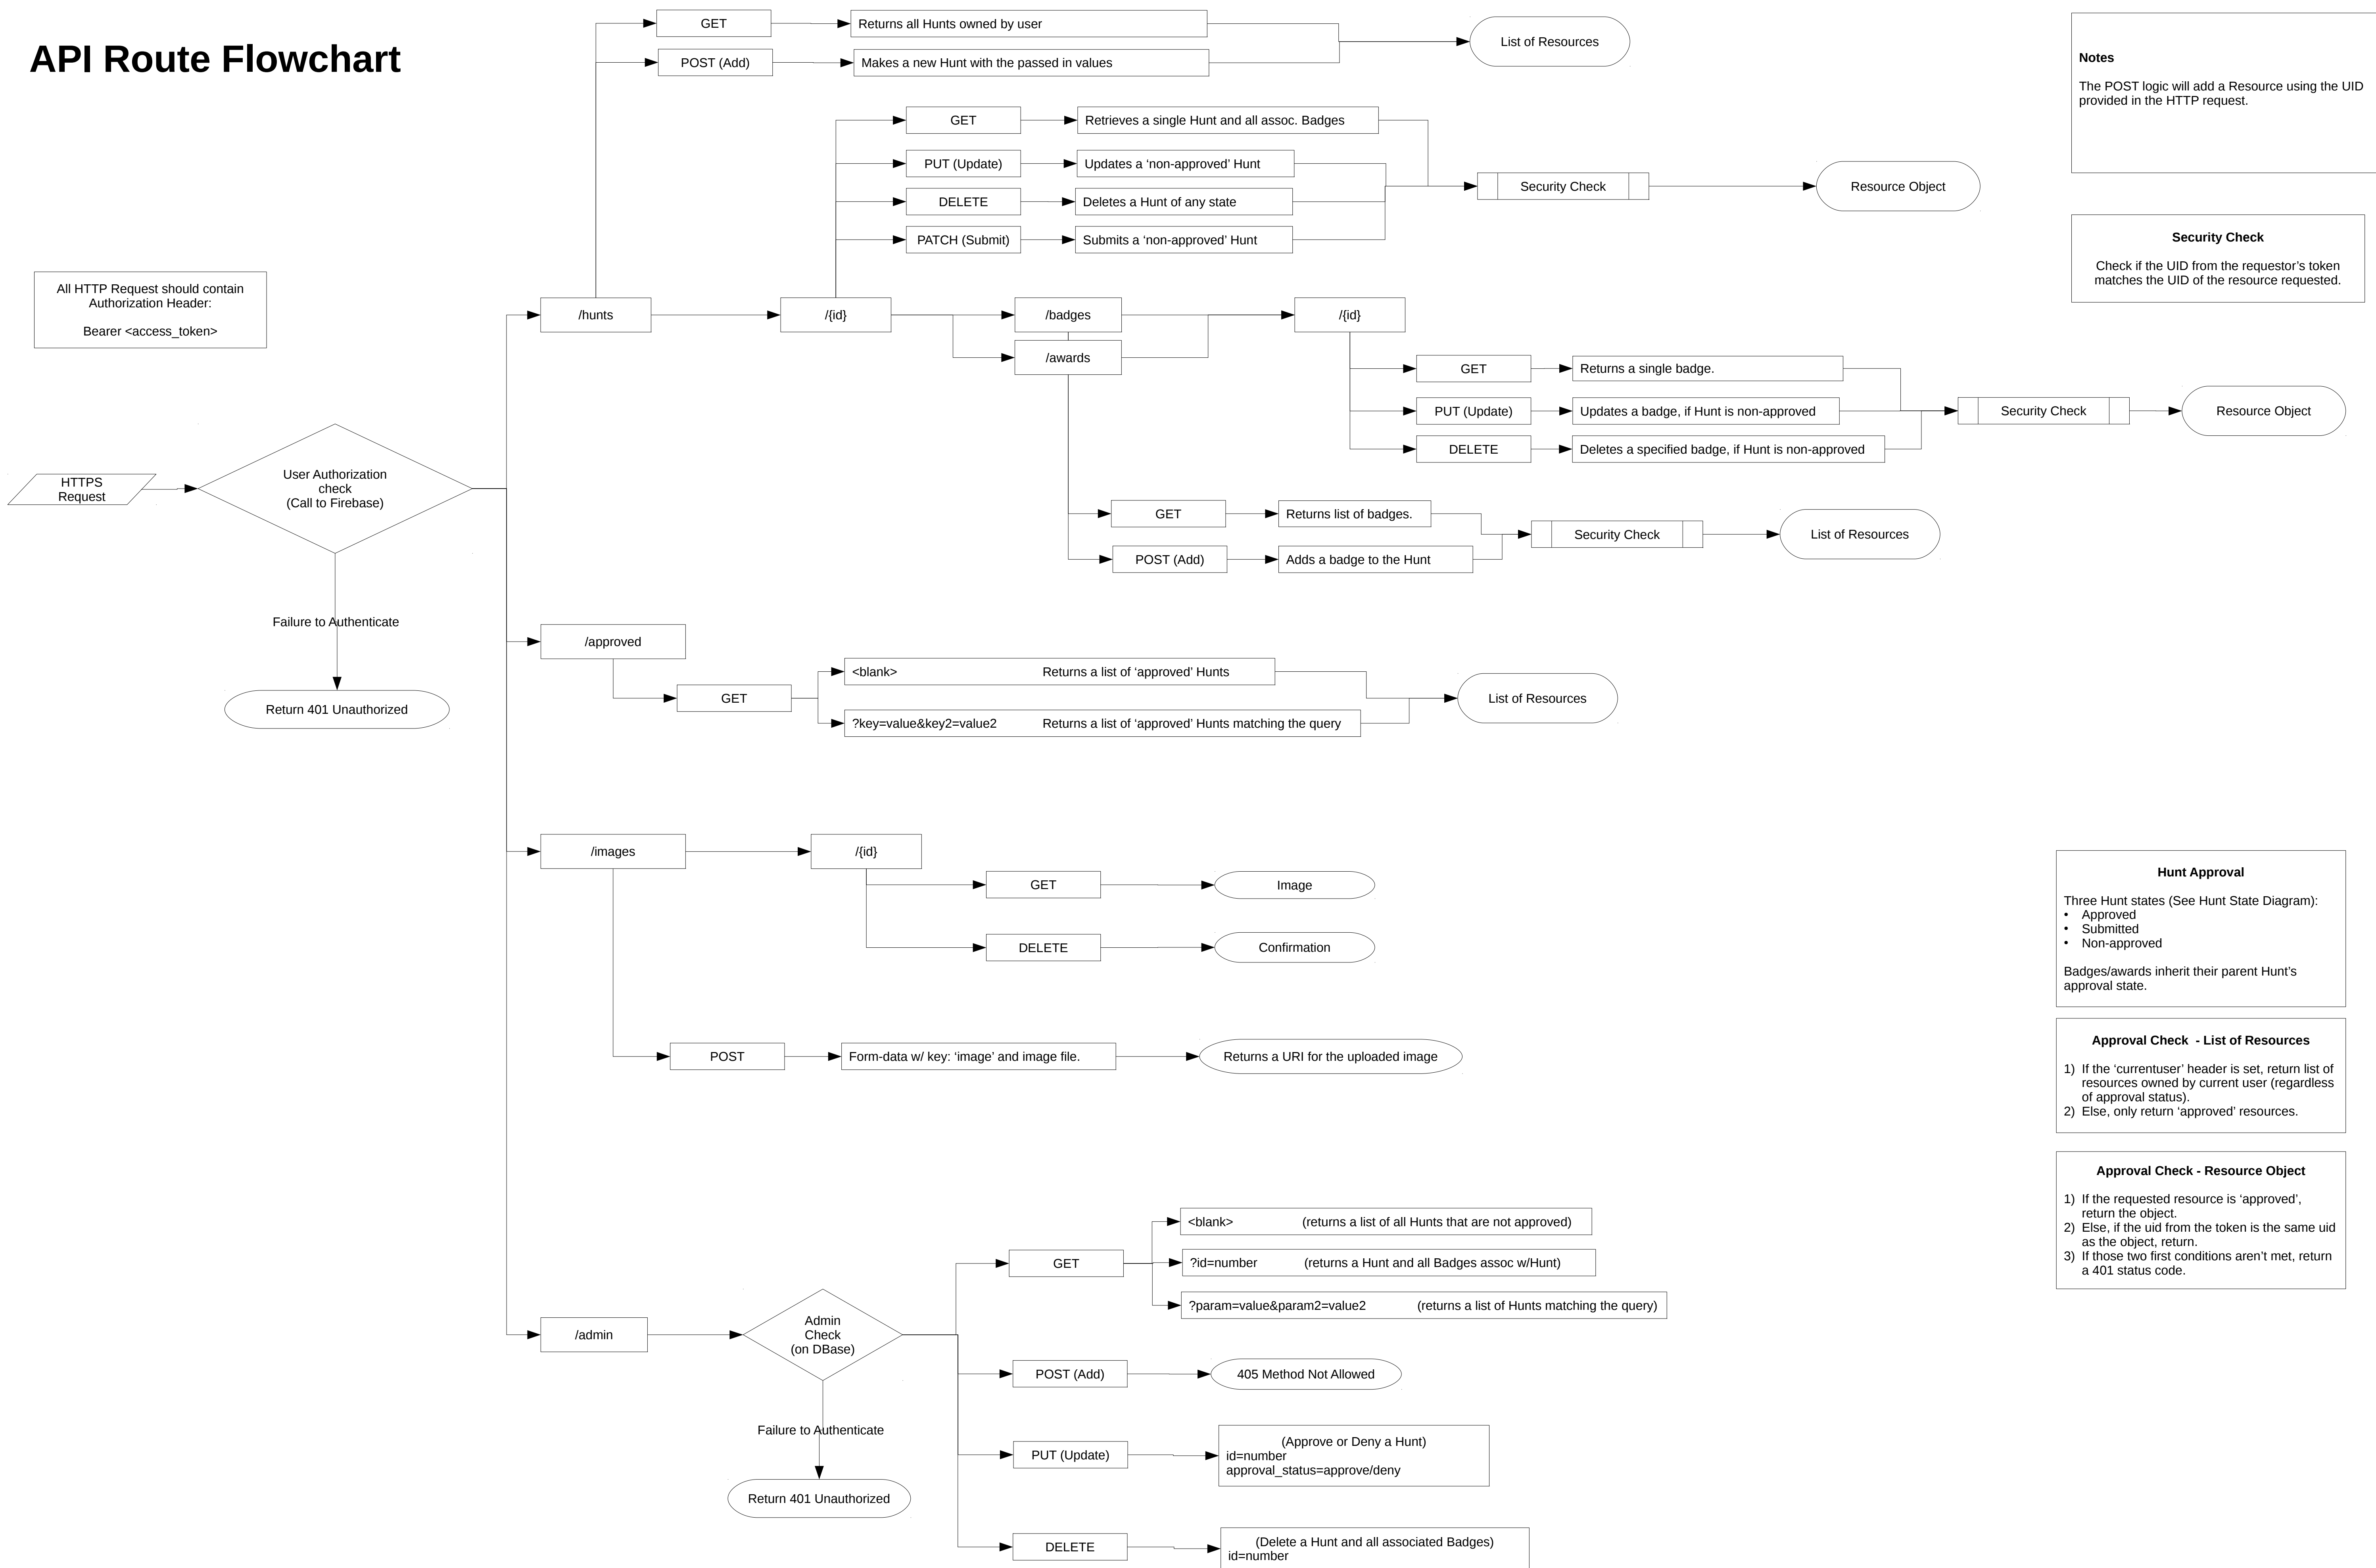 API Route Flowchart
GET
Returns all Hunts owned by user
POST (Add)
Makes a new Hunt with the passed in values
List of Resources
Notes
The POST logic will add a Resource using the UID
provided in the HTTP request.
GET
Retrieves a single Hunt and all assoc. Badges
PUT (Update)
Updates a ‘non-approved’ Hunt
DELETE
Deletes a Hunt of any state
PATCH (Submit)
Submits a ‘non-approved’ Hunt
Security Check
Resource Object
Security Check
Check if the UID from the requestor’s token
matches the UID of the resource requested.
All HTTP Request should contain
Authorization Header:
Bearer <access_token>
/hunts
/{id}
/badges
/awards
/{id}
GET
Returns a single badge.
PUT (Update)
Updates a badge, if Hunt is non-approved
DELETE
Deletes a specified badge, if Hunt is non-approved
Security Check
Resource Object
HTTPS
Request
User Authorization
check
(Call to Firebase)
GET
Returns list of badges.
POST (Add)
Adds a badge to the Hunt
Security Check
List of Resources
Failure to Authenticate
Return 401 Unauthorized
/approved
GET
<blank> Returns a list of ‘approved’ Hunts
?key=value&key2=value2 Returns a list of ‘approved’ Hunts matching the query
List of Resources
/images
/{id}
GET
Image
DELETE
Confirmation
POST
Form-data w/ key: ‘image’ and image file.
Returns a URI for the uploaded image
Hunt Approval
Three Hunt states (See Hunt State Diagram):
• Approved
• Submitted
• Non-approved
Badges/awards inherit their parent Hunt’s
approval state.
Approval Check - List of Resources
1) If the ‘currentuser’ header is set, return list of
resources owned by current user (regardless
of approval status).
2) Else, only return ‘approved’ resources.
Approval Check - Resource Object
1) If the requested resource is ‘approved’,
return the object.
2) Else, if the uid from the token is the same uid
as the object, return.
3) If those two first conditions aren’t met, return
a 401 status code.
/admin
Admin
Check
(on DBase)
Failure to Authenticate
Return 401 Unauthorized
GET
<blank> (returns a list of all Hunts that are not approved)
?id=number (returns a Hunt and all Badges assoc w/Hunt)
?param=value&param2=value2 (returns a list of Hunts matching the query)
POST (Add)
405 Method Not Allowed
PUT (Update)
(Approve or Deny a Hunt)
id=number
approval_status=approve/deny
DELETE
(Delete a Hunt and all associated Badges)
id=number